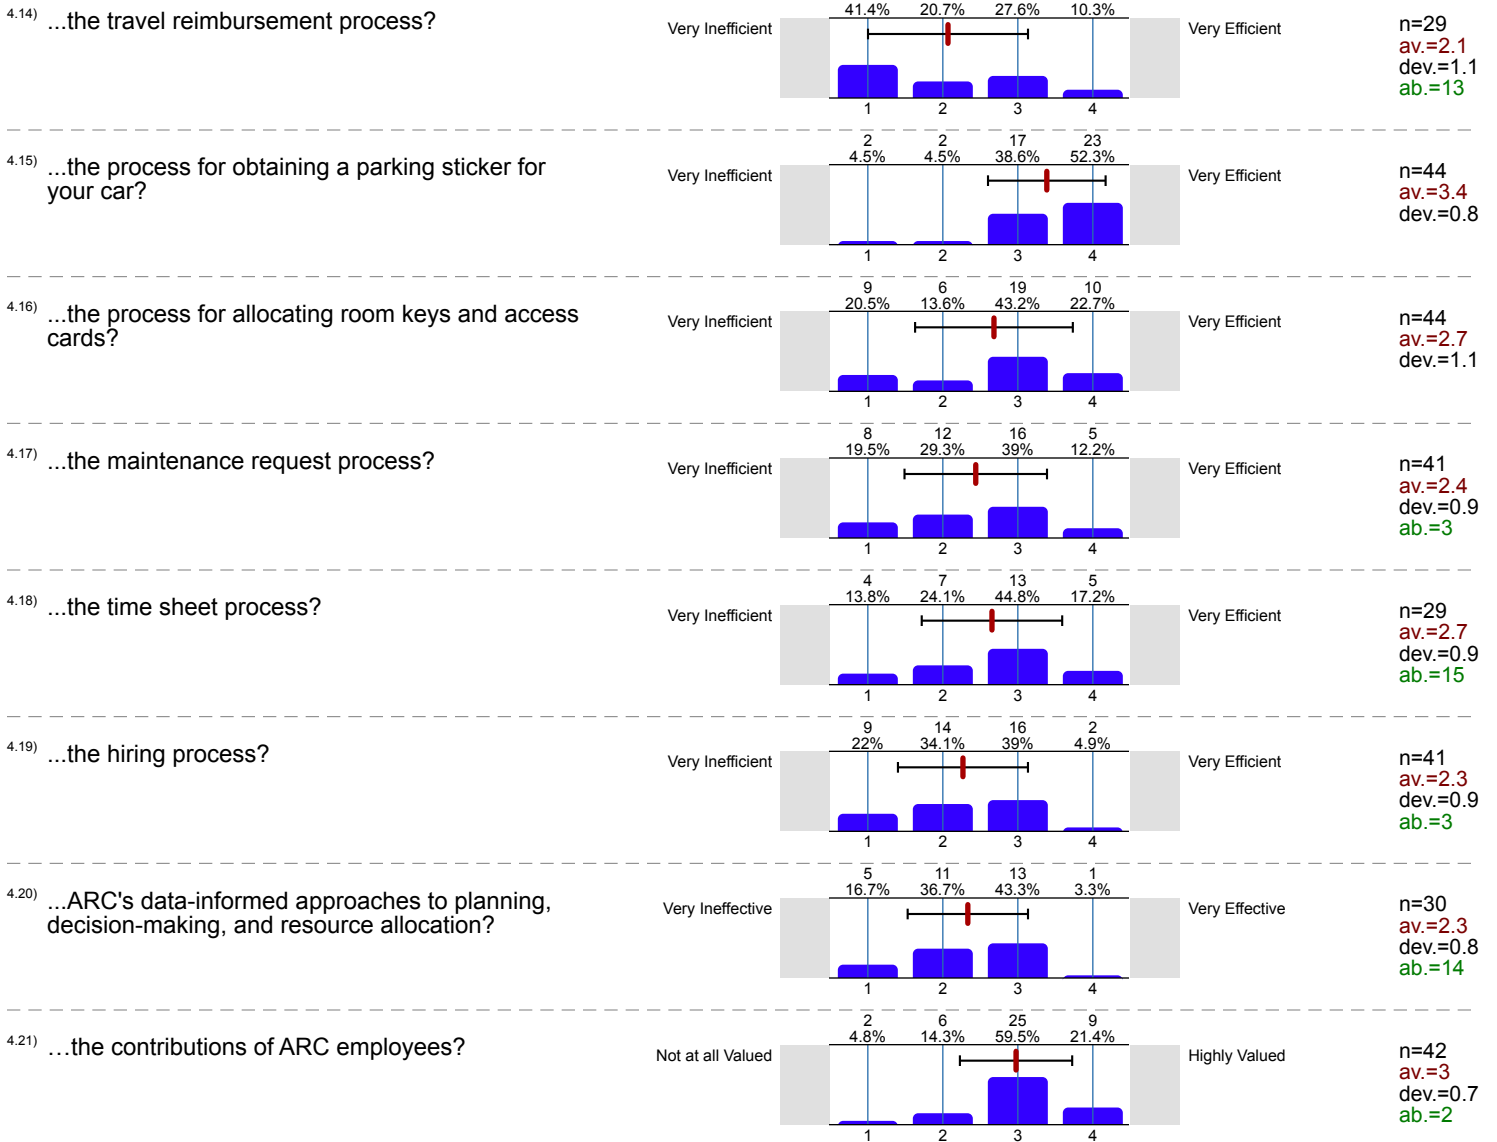 41.4% 20.7% 27.6% 10.3%
4.14) ...the travel reimbursement process?
Very Inefficient
Very Efficient
n=29
av.=2.1
dev.=1.1
ab.=13
1 2 3 4
2 2 17 23
4.5% 4.5% 38.6% 52.3%
4.15) ...the process for obtaining a parking sticker for
your car?
Very Inefficient
Very Efficient
n=44
av.=3.4
dev.=0.8
1 2 3 4
9 6 19 10
20.5% 13.6% 43.2% 22.7%
4.16) ...the process for allocating room keys and access
cards?
Very Inefficient
Very Efficient
n=44
av.=2.7
dev.=1.1
1 2 3 4
8 12 16 5
19.5% 29.3% 39% 12.2%
4.17) ...the maintenance request process?
Very Inefficient
Very Efficient
n=41
av.=2.4
dev.=0.9
ab.=3
1 2 3 4
4 7 13 5
13.8% 24.1% 44.8% 17.2%
4.18) ...the time sheet process?
Very Inefficient
Very Efficient
n=29
av.=2.7
dev.=0.9
ab.=15
1 2 3 4
9 14 16 2
22% 34.1% 39% 4.9%
4.19) ...the hiring process?
Very Inefficient
Very Efficient
n=41
av.=2.3
dev.=0.9
ab.=3
1 2 3 4
5 11 13 1
16.7% 36.7% 43.3% 3.3%
4.20) ...ARC's data-informed approaches to planning,
decision-making, and resource allocation?
Very Ineffective
Very Effective
n=30
av.=2.3
dev.=0.8
ab.=14
1 2 3 4
2 6 25 9
4.8% 14.3% 59.5% 21.4%
4.21) …the contributions of ARC employees?
Not at all Valued
Highly Valued
n=42
av.=3
dev.=0.7
ab.=2
1 2 3 4